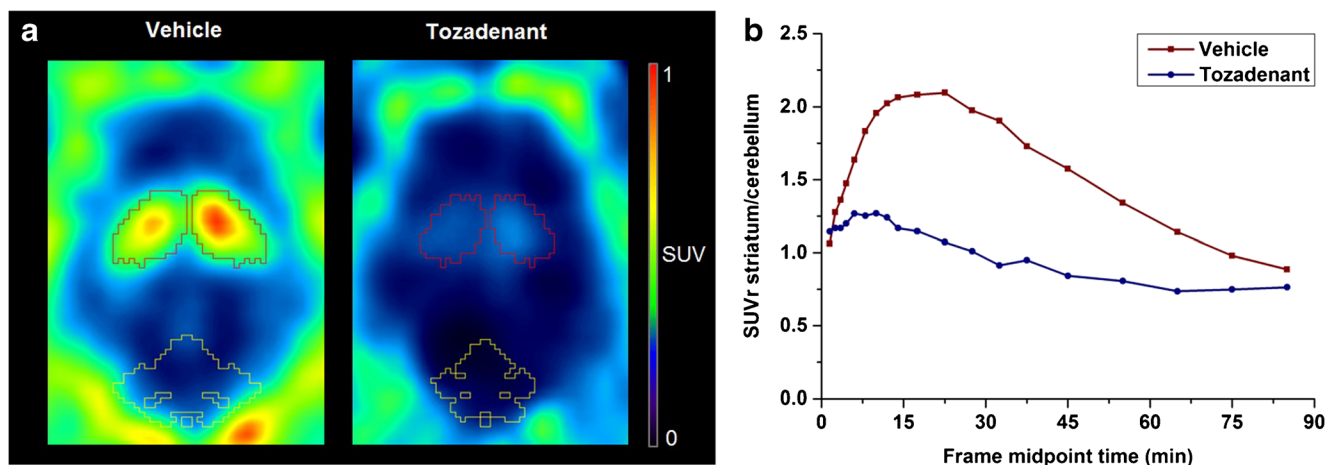 a
Vehicle
Tozadenant
1
SUV
0
b
SUVr striatum/cerebellum
2.5
2.0
1.5
1.0
0.5
0.0
Vehicle
Tozadenant
0
15
30
45
60
75
90
Frame midpoint time (min)